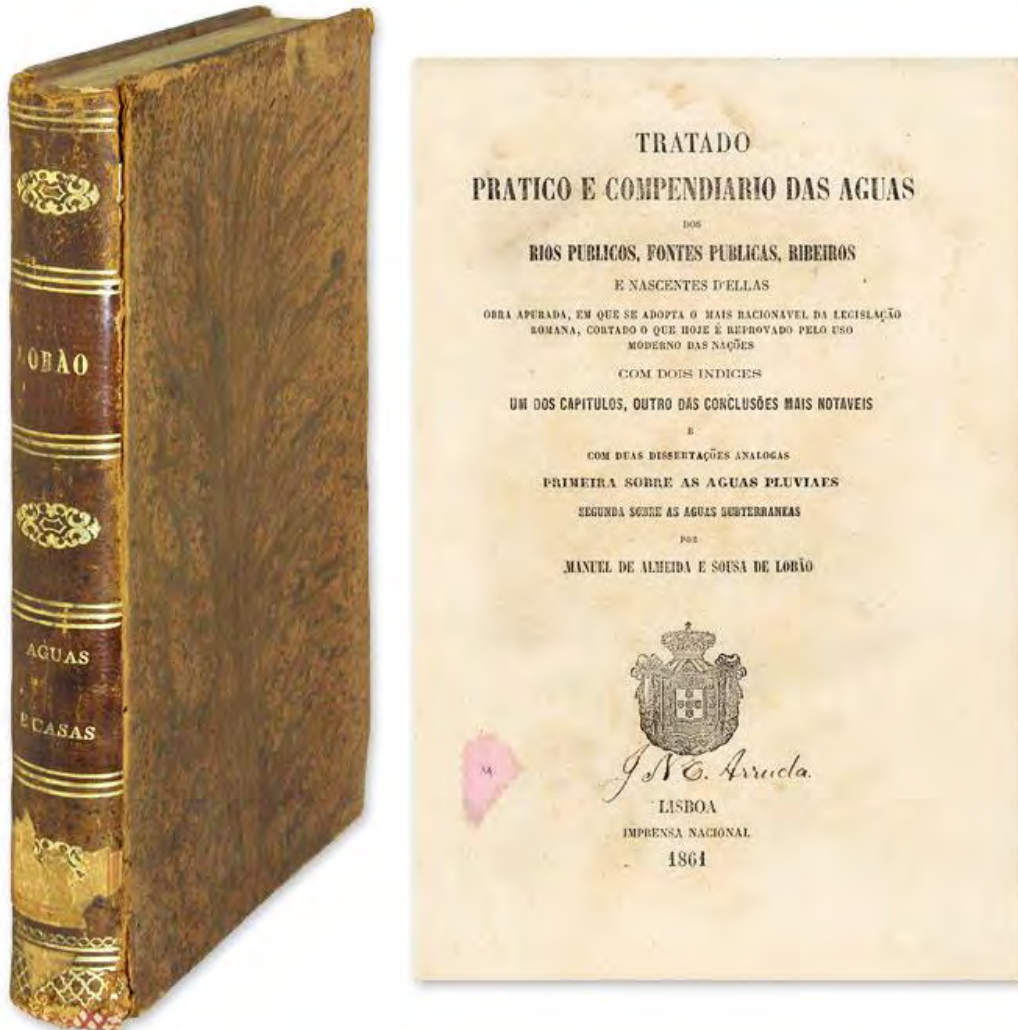 LOBÃO
AGUAS
E CASAS
TRATADO
PRATICO E COMPENDIARIO DAS AGUAS
DOS
RIOS PUBLICOS, FONTES PUBLICAS, RIBEIROS
E NASCENTES D'ELLAS
OBRA APURADA, EM QUE SE ADOPTA O MAIS RACIONAVEL DA LEGISLAÇÃO
ROMANA, CORTADO O QUE HOJE É REPROVADO PELO USO
MODERNO DAS NAÇÕES
COM DOIS INDICES
UM DOS CAPITULOS, OUTRO DAS CONCLUSÕES MAIS NOTAVEIS
E
COM DUAS DISSERTAÇÕES ANALOGAS
PRIMEIRA SOBRE AS AGUAS PLUVIAES
SEGUNDA SOBRE AS AGUAS SUBTERRANEAS
POR
MANUEL DE ALMEIDA E SOUSA DE LOBÃO
J N E. Arruda.
LISBOA
IMPRENSA NACIONAL
1861